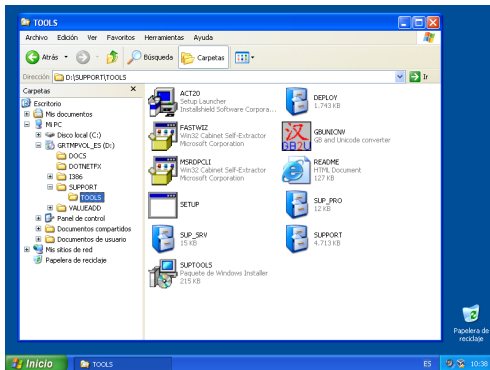 TOOLS
Archivo Edición Ver Favoritos Herramientas Ayuda
Atrás Búsqueda Carpetas
Dirección D:\SUPPORT\TOOLS Ir
Carpetas
Escritorio
Mis documentos
Mi PC
Disco local (C:)
GRTMPVOL_ES (D:)
DOCS
DOTNETFX
I386
SUPPORT
TOOLS
VALUEADD
Panel de control
Documentos compartidos
Documentos de usuario
Mis sitios de red
Papelera de reciclaje
ACT20
Setup Launcher
InstallShield Software Corpora...
DEPLOY
1.743 KB
FASTWIZ
Win32 Cabinet Self-Extractor
Microsoft Corporation
汉
GB2U
GBUNICNV
GB and Unicode converter
MSRDPCLI
Win32 Cabinet Self-Extractor
Microsoft Corporation
README
HTML Document
127 KB
SETUP
SUP_PRO
12 KB
SUP_SRV
15 KB
SUPPORT
4.713 KB
SUPTOOLS
Paquete de Windows Installer
215 KB
Papelera de
reciclaje
Inicio TOOLS ES 10:38